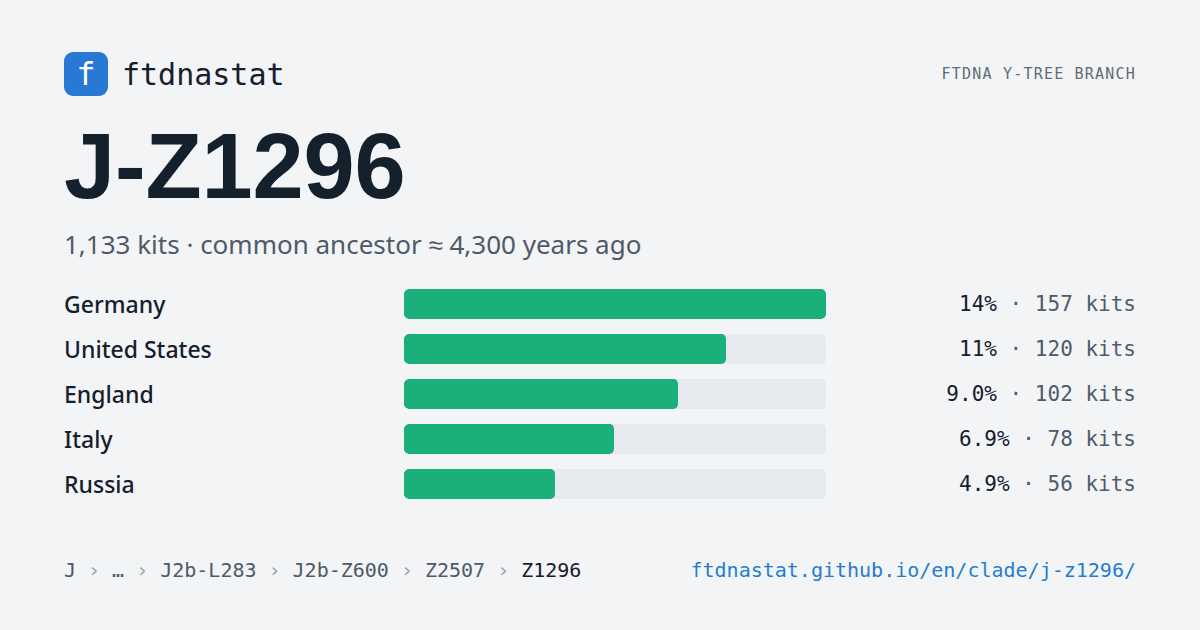 f ftdnastat
FTDNA Y-TREE BRANCH
J-Z1296
1,133 kits · common ancestor ≈ 4,300 years ago
Germany 14% · 157 kits
United States 11% · 120 kits
England 9.0% · 102 kits
Italy 6.9% · 78 kits
Russia 4.9% · 56 kits
J › … › J2b-L283 › J2b-Z600 › Z2507 › Z1296
ftdnastat.github.io/en/clade/j-z1296/